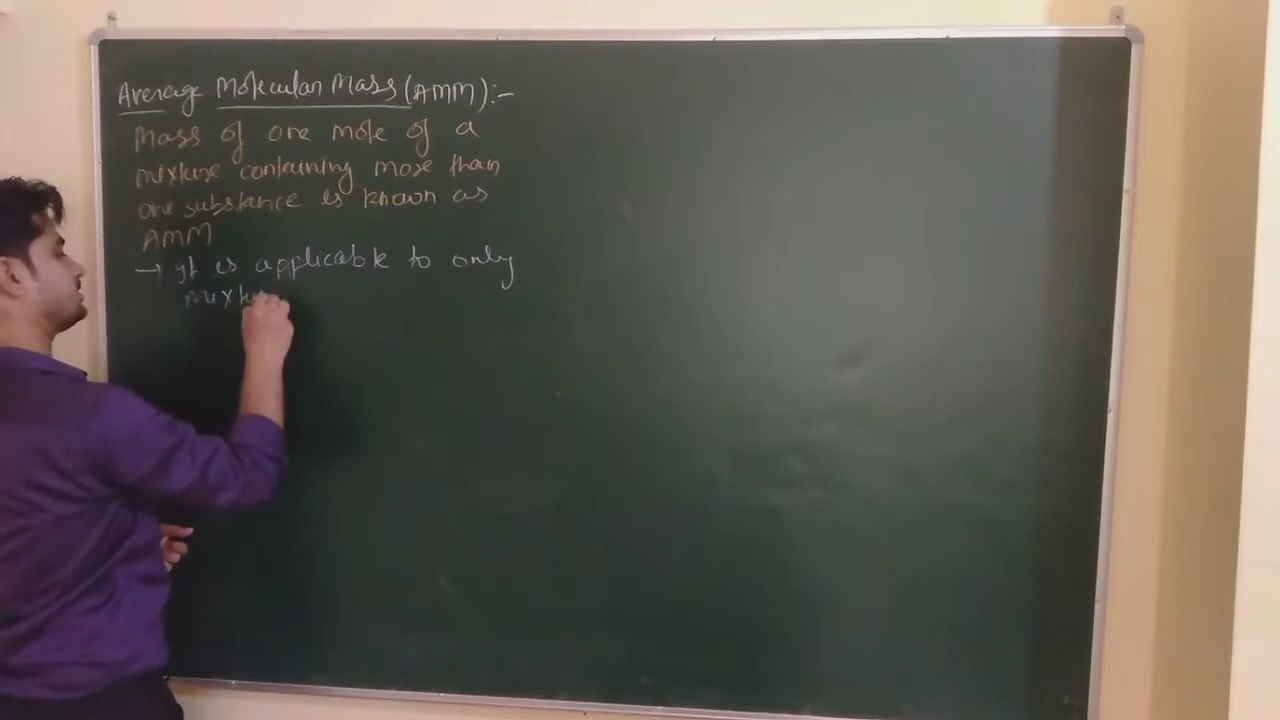 Average Molecular Mass (AMM):-
Mass of one mole of a
mixture containing more than
one substance is known as
AMM
→ It is applicable to only